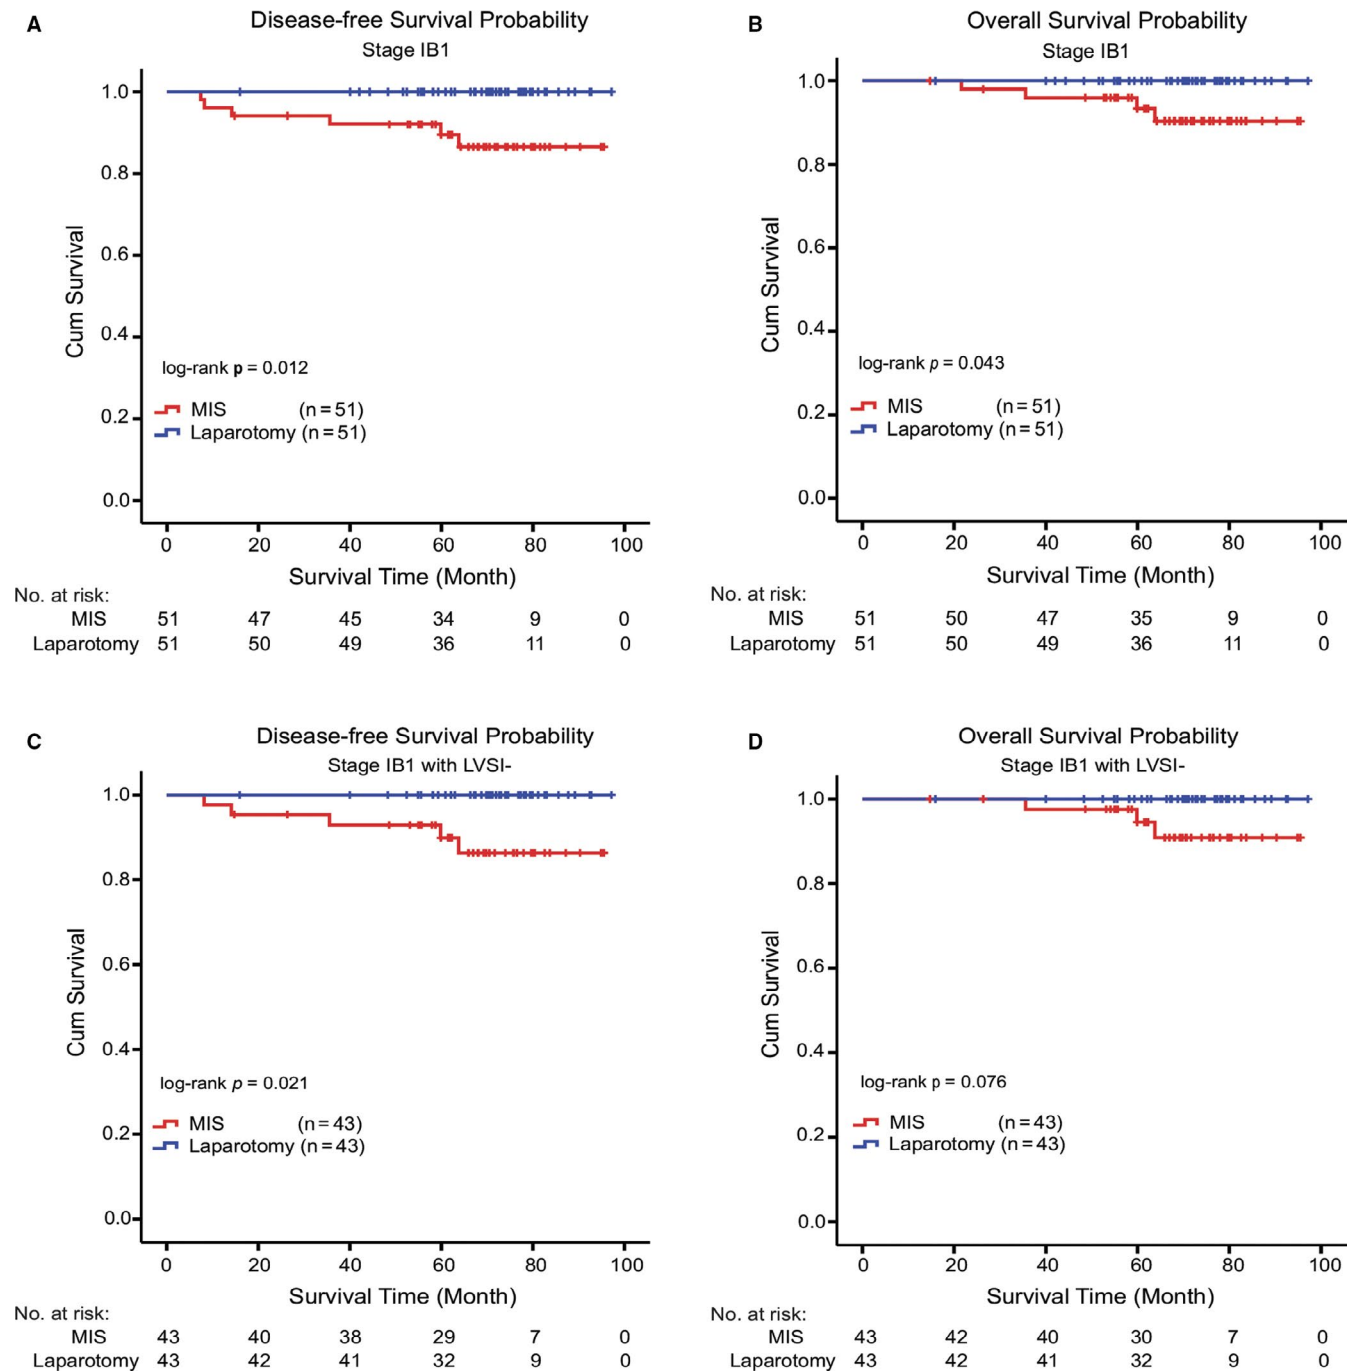 A
Disease-free Survival Probability
Stage IB1
Cum Survival
1.0
0.8
0.6
0.4
0.2
0.0
log-rank p = 0.012
MIS (n = 51)
Laparotomy (n = 51)
0 20 40 60 80 100
Survival Time (Month)
No. at risk:
MIS 51 47 45 34 9 0
Laparotomy 51 50 49 36 11 0
B
Overall Survival Probability
Stage IB1
Cum Survival
1.0
0.8
0.6
0.4
0.2
0.0
log-rank p = 0.043
MIS (n = 51)
Laparotomy (n = 51)
0 20 40 60 80 100
Survival Time (Month)
No. at risk:
MIS 51 50 47 35 9 0
Laparotomy 51 50 49 36 11 0
C
Disease-free Survival Probability
Stage IB1 with LVSI-
Cum Survival
1.0
0.8
0.6
0.4
0.2
0.0
log-rank p = 0.021
MIS (n = 43)
Laparotomy (n = 43)
0 20 40 60 80 100
Survival Time (Month)
No. at risk:
MIS 43 40 38 29 7 0
Laparotomy 43 42 41 32 9 0
D
Overall Survival Probability
Stage IB1 with LVSI-
Cum Survival
1.0
0.8
0.6
0.4
0.2
0.0
log-rank p = 0.076
MIS (n = 43)
Laparotomy (n = 43)
0 20 40 60 80 100
Survival Time (Month)
No. at risk:
MIS 43 42 40 30 7 0
Laparotomy 43 42 41 32 9 0